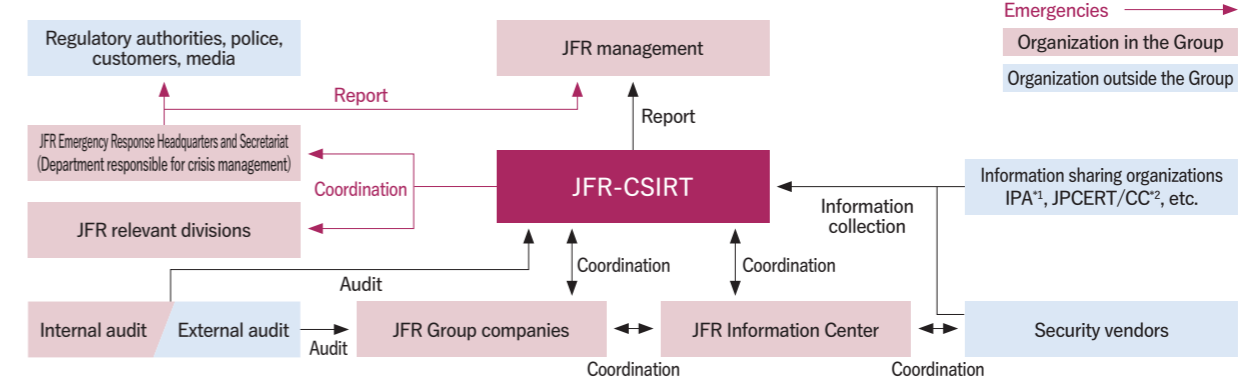 Emergencies
Organization in the Group
Organization outside the Group
Regulatory authorities, police,
customers, media
JFR management
Report
Report
JFR Emergency Response Headquarters and Secretariat
(Department responsible for crisis management)
Coordination
JFR-CSIRT
Information sharing organizations
IPA*1, JPCERT/CC*2, etc.
Information
collection
JFR relevant divisions
Audit
Coordination
Coordination
Internal audit
External audit
Audit
JFR Group companies
Coordination
JFR Information Center
Coordination
Security vendors